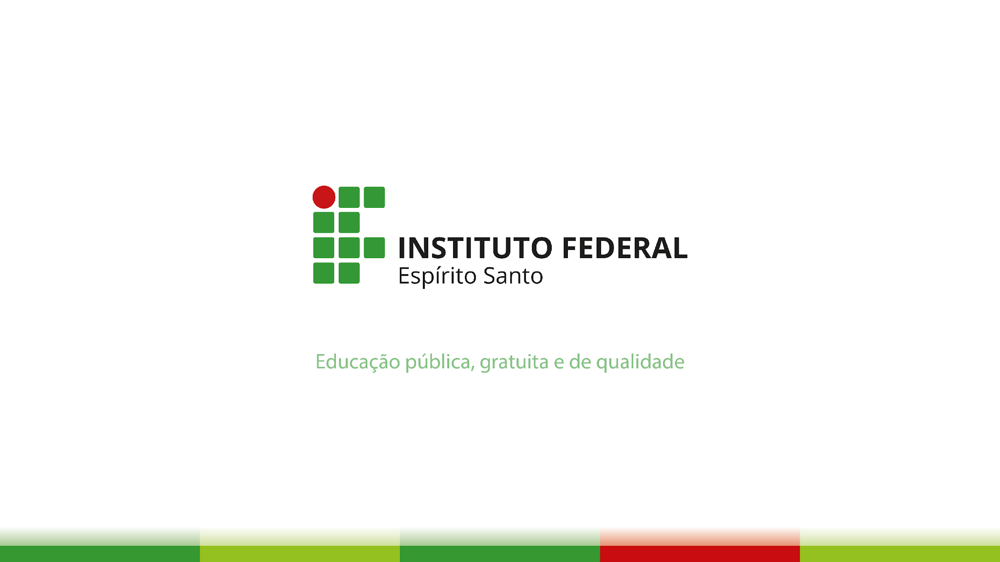 INSTITUTO FEDERAL
Espírito Santo
Educação pública, gratuita e de qualidade